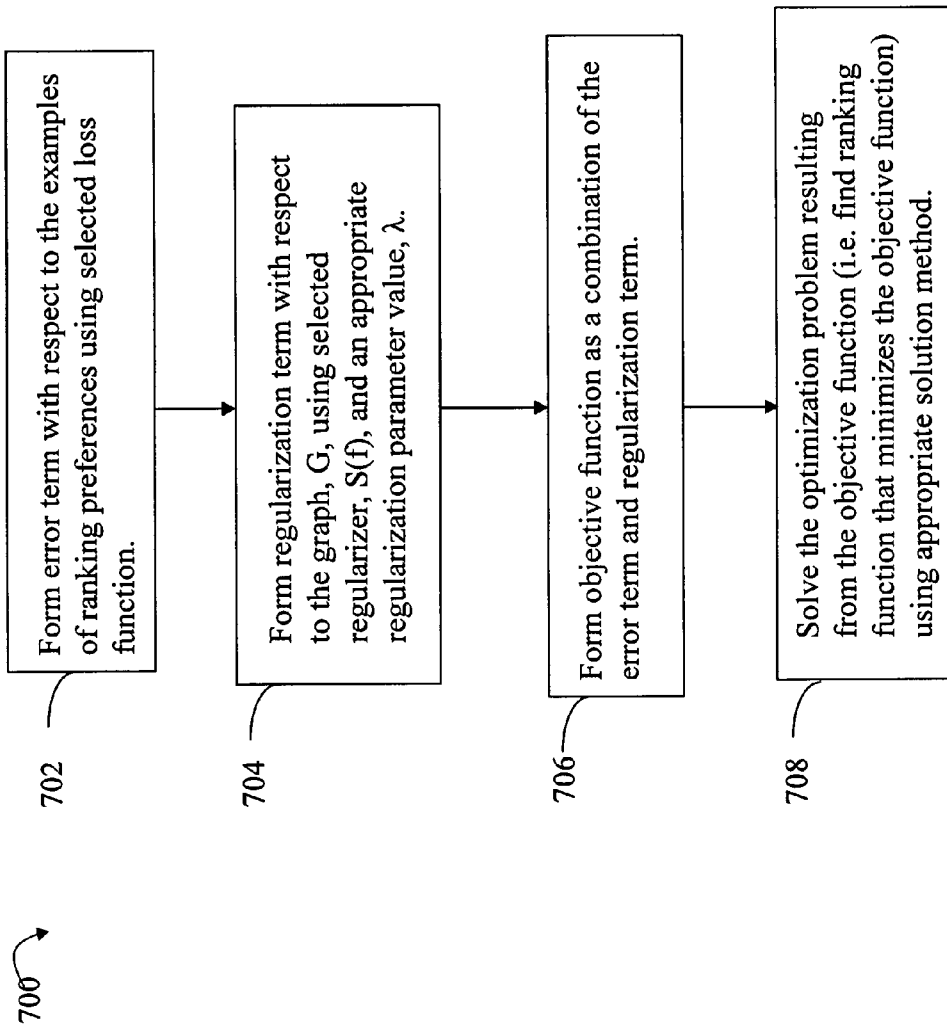 700
702
Form error term with respect to the examples
of ranking preferences using selected loss
function.
704
Form regularization term with respect
to the graph, G, using selected
regularizer, S(f), and an appropriate
regularization parameter value, λ.
706
Form objective function as a combination of the
error term and regularization term.
708
Solve the optimization problem resulting
from the objective function (i.e. find ranking
function that minimizes the objective function)
using appropriate solution method.